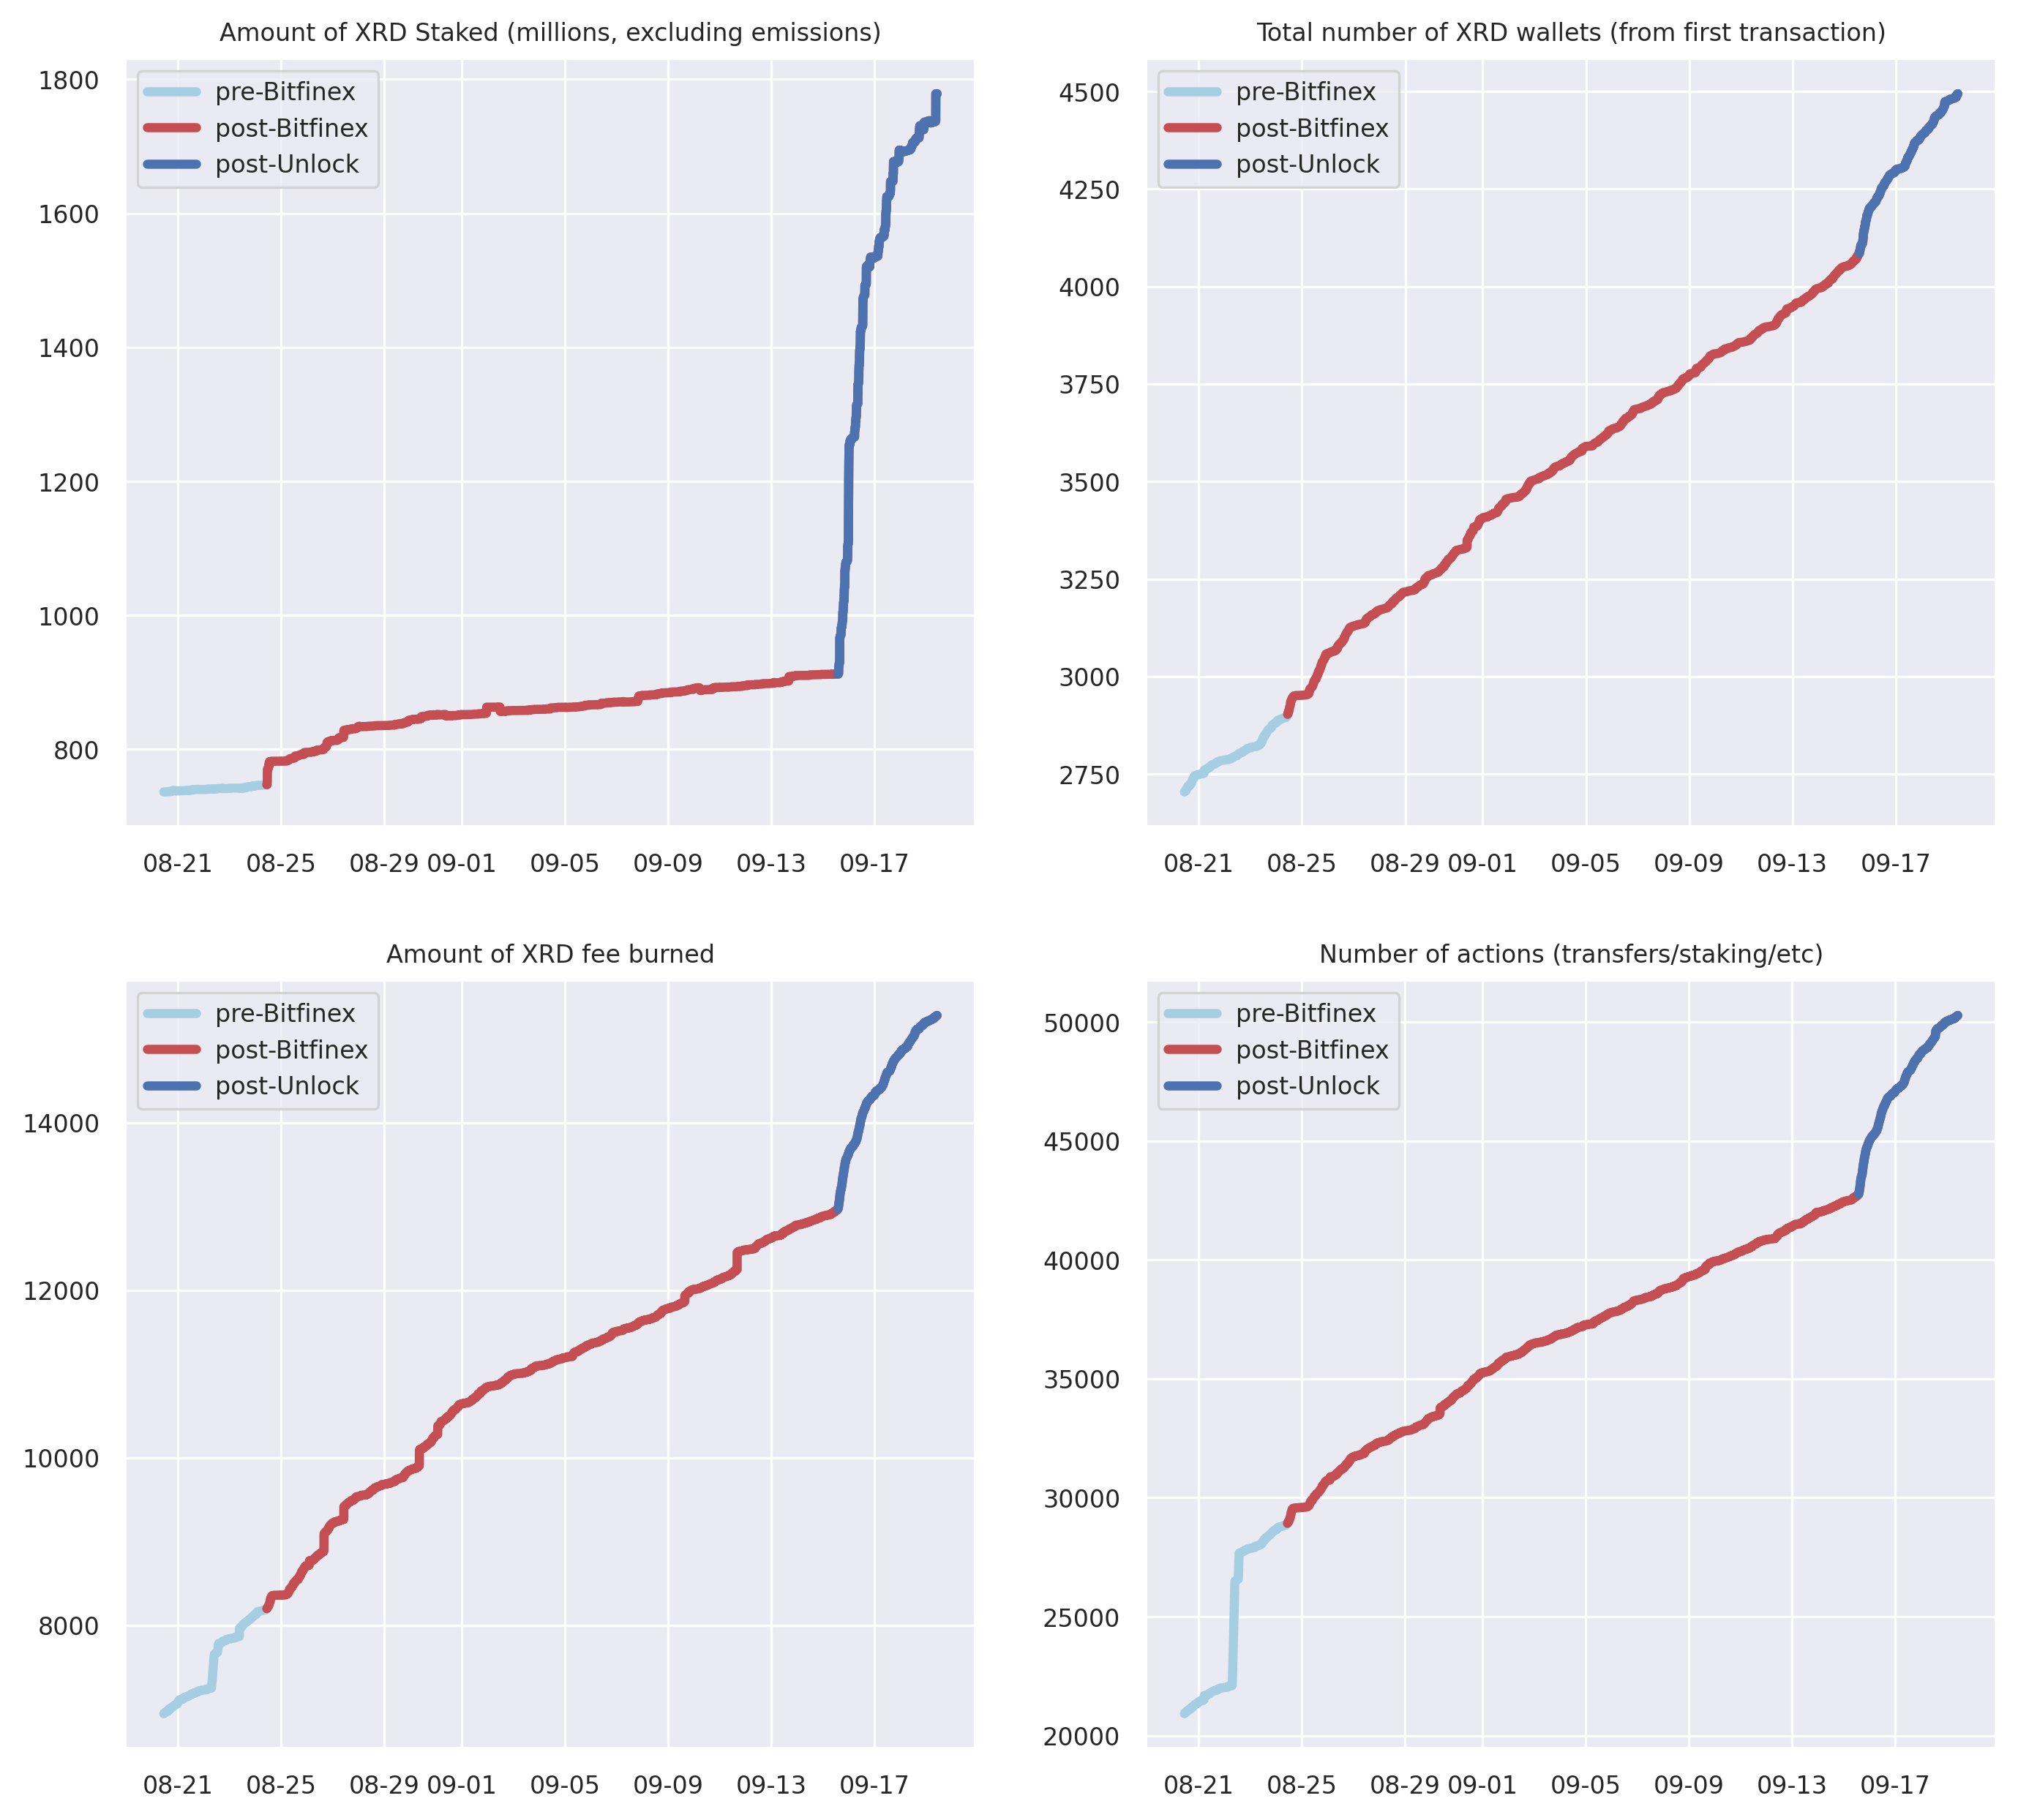 Amount of XRD Staked (millions, excluding emissions)
pre-Bitfinex
post-Bitfinex
post-Unlock
1800
1600
1400
1200
1000
800
08-21 08-25 08-29 09-01 09-05 09-09 09-13 09-17
Total number of XRD wallets (from first transaction)
pre-Bitfinex
post-Bitfinex
post-Unlock
4500
4250
4000
3750
3500
3250
3000
2750
08-21 08-25 08-29 09-01 09-05 09-09 09-13 09-17
Amount of XRD fee burned
pre-Bitfinex
post-Bitfinex
post-Unlock
14000
12000
10000
8000
08-21 08-25 08-29 09-01 09-05 09-09 09-13 09-17
Number of actions (transfers/staking/etc)
pre-Bitfinex
post-Bitfinex
post-Unlock
50000
45000
40000
35000
30000
25000
20000
08-21 08-25 08-29 09-01 09-05 09-09 09-13 09-17